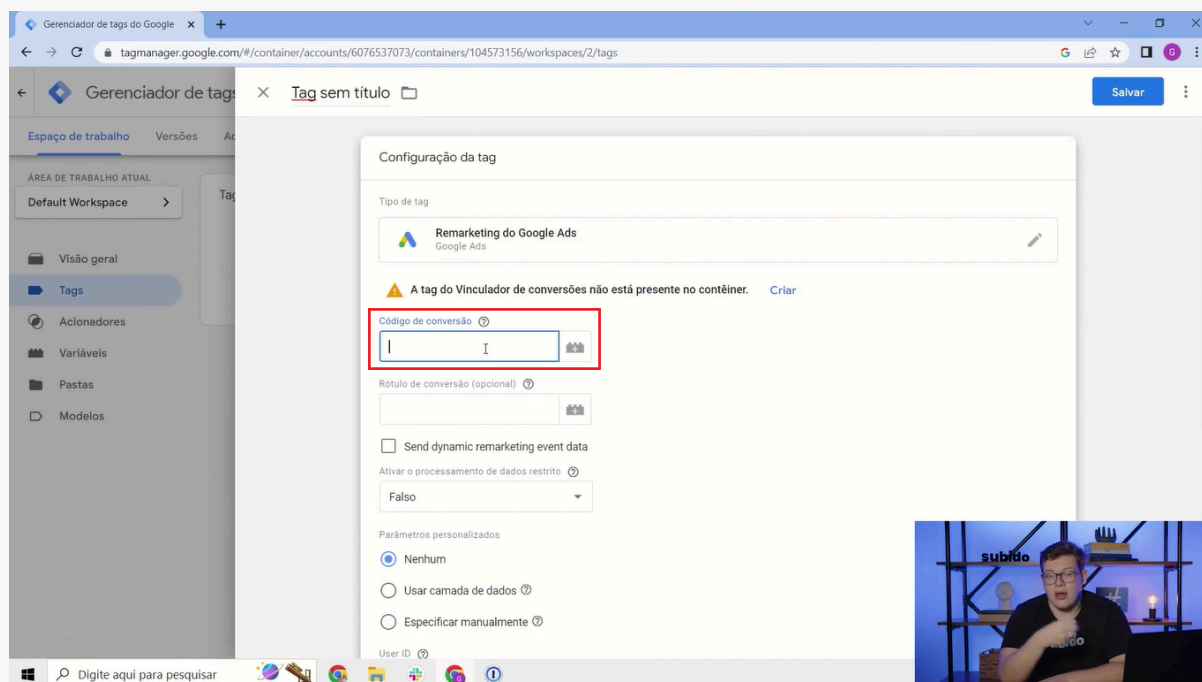 Gerenciador de tags do Google
tagmanager.google.com/#/container/accounts/6076537073/containers/104573156/workspaces/2/tags
G
Gerenciador de tags
Tag sem título
Salvar
Espaço de trabalho Versões Ad
ÁREA DE TRABALHO ATUAL
Default Workspace
Tag
Visão geral
Tags
Acionadores
Variáveis
Pastas
Modelos
Configuração da tag
Tipo de tag
Remarketing do Google Ads
Google Ads
A tag do Vinculador de conversões não está presente no contêiner. Criar
Código de conversão
Rótulo de conversão (opcional)
Send dynamic remarketing event data
Ativar o processamento de dados restrito
Falso
Parâmetros personalizados
Nenhum
Usar camada de dados
Especificar manualmente
User ID
subido
Digite aqui para pesquisar